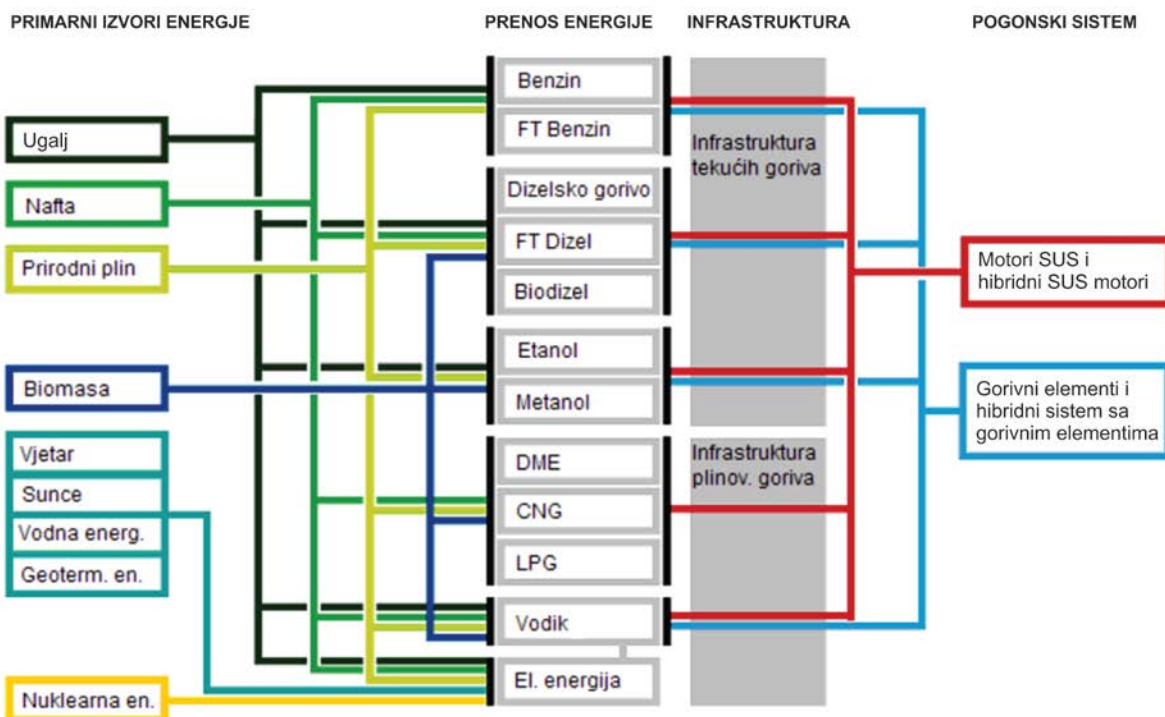 PRIMARNI IZVORI ENERGJE
PRENOS ENERGIJE
INFRASTRUKTURA
POGONSKI SISTEM
Ugalj
Nafta
Prirodni plin
Biomasa
Vjetar
Sunce
Vodna energ.
Geoterm. en.
Nuklearna en.
Benzin
FT Benzin
Dizelsko gorivo
FT Dizel
Biodizel
Etanol
Metanol
DME
CNG
LPG
Vodik
El. energija
Infrastruktura
tekućih goriva
Infrastruktura
plinov. goriva
Motori SUS i
hibridni SUS motori
Gorivni elementi i
hibridni sistem sa
gorivnim elementima